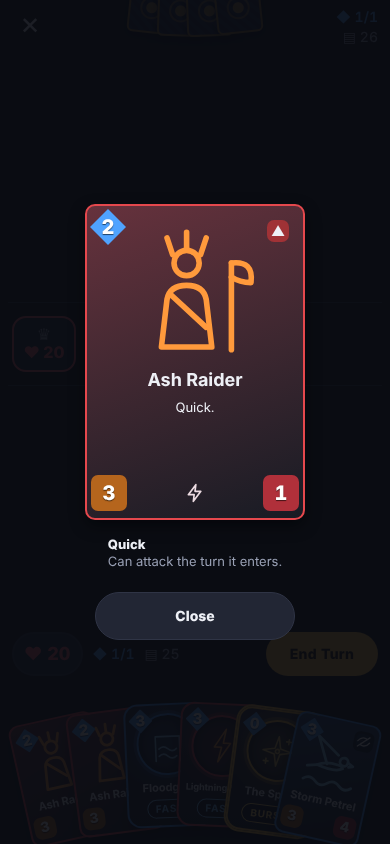 1/1
26
2
Ash Raider
Quick.
3
1
20
Quick
Can attack the turn it enters.
Close
20
1/1
25
End Turn
2
2
3
3
0
3
Ash Ra
Ash Ra
Floodg
Lightning
The Sp
Storm Petrel
FAS
FAS
BUR
3
3
3
4